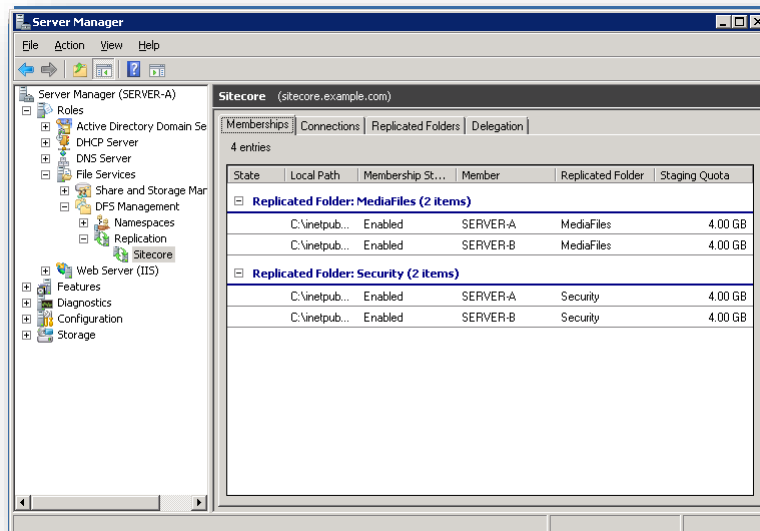 Server Manager
File Action View Help
Server Manager (SERVER-A)
Roles
Active Directory Domain Se
DHCP Server
DNS Server
File Services
Share and Storage Mar
DFS Management
Namespaces
Replication
Sitecore
Web Server (IIS)
Features
Diagnostics
Configuration
Storage
Sitecore (sitecore.example.com)
Memberships Connections Replicated Folders Delegation
4 entries
State Local Path Membership St... Member Replicated Folder Staging Quota
Replicated Folder: MediaFiles (2 items)
C:\inetpub... Enabled SERVER-A MediaFiles 4.00 GB
C:\inetpub... Enabled SERVER-B MediaFiles 4.00 GB
Replicated Folder: Security (2 items)
C:\inetpub... Enabled SERVER-A Security 4.00 GB
C:\inetpub... Enabled SERVER-B Security 4.00 GB